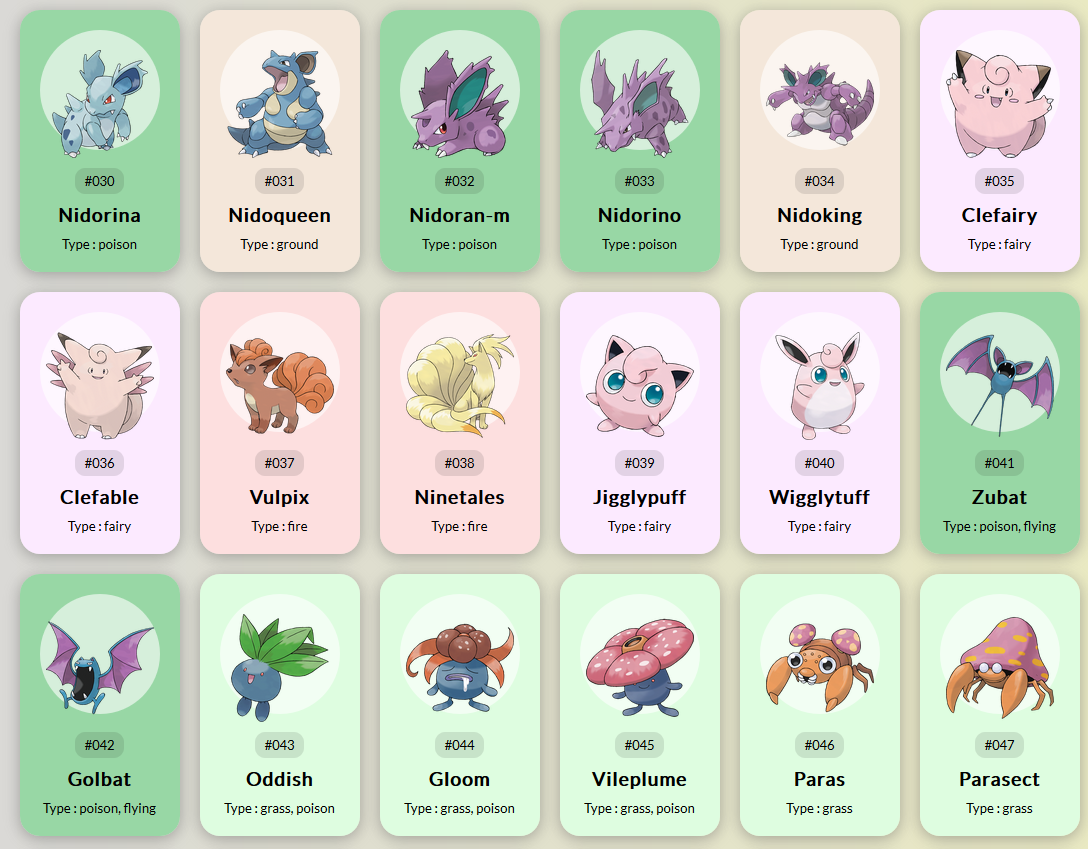 #030
Nidorina
Type : poison
#031
Nidoqueen
Type : ground
#032
Nidoran-m
Type : poison
#033
Nidorino
Type : poison
#034
Nidoking
Type : ground
#035
Clefairy
Type : fairy
#036
Clefable
Type : fairy
#037
Vulpix
Type : fire
#038
Ninetales
Type : fire
#039
Jigglypuff
Type : fairy
#040
Wigglytuff
Type : fairy
#041
Zubat
Type : poison, flying
#042
Golbat
Type : poison, flying
#043
Oddish
Type : grass, poison
#044
Gloom
Type : grass, poison
#045
Vileplume
Type : grass, poison
#046
Paras
Type : grass
#047
Parasect
Type : grass